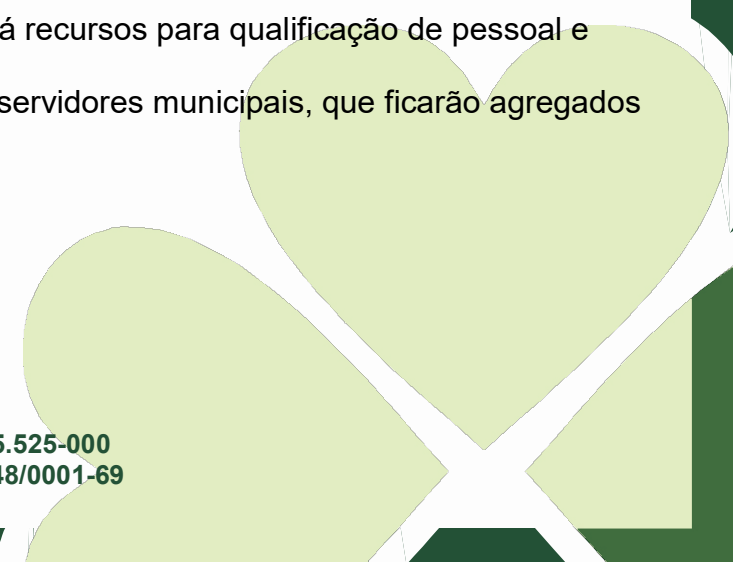 á recursos para qualificação de pessoal e
servidores municipais, que ficarão agregados
5.525-000
48/0001-69